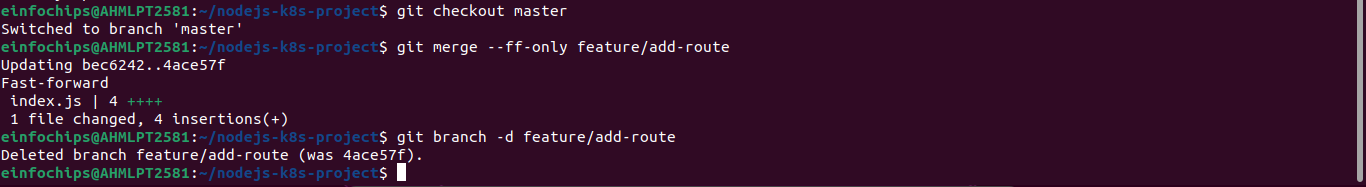 einfochips@AHMLPT2581:~/nodejs-k8s-project$ git checkout master
Switched to branch 'master'
einfochips@AHMLPT2581:~/nodejs-k8s-project$ git merge --ff-only feature/add-route
Updating bec6242..4ace57f
Fast-forward
 index.js | 4 ++++
 1 file changed, 4 insertions(+)
einfochips@AHMLPT2581:~/nodejs-k8s-project$ git branch -d feature/add-route
Deleted branch feature/add-route (was 4ace57f).
einfochips@AHMLPT2581:~/nodejs-k8s-project$